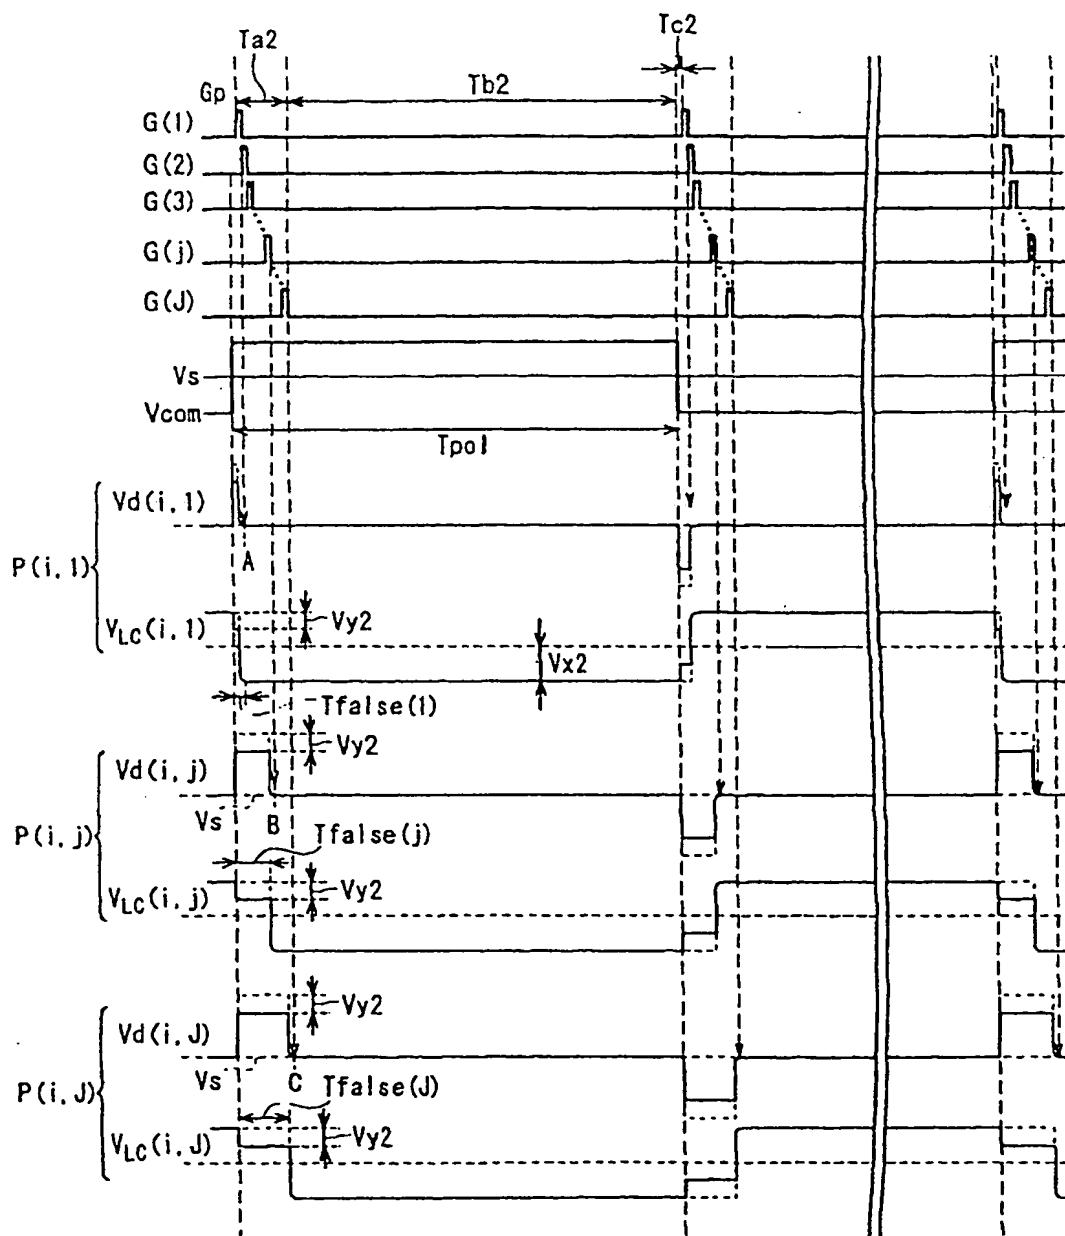 Ta2
Tc2
Gp
Tb2
G(1)
G(2)
G(3)
G(j)
G(J)
Vs
Vcom
Tpol
Vd(i,1)
A
P(i,1)
VLC(i,1)
Vy2
Vx2
Tfalse(1)
Vy2
Vd(i,j)
Vs
B
P(i,j)
Tfalse(j)
VLC(i,j)
Vy2
Vy2
Vd(i,J)
Vs
C
P(i,J)
Tfalse(J)
VLC(i,J)
Vy2